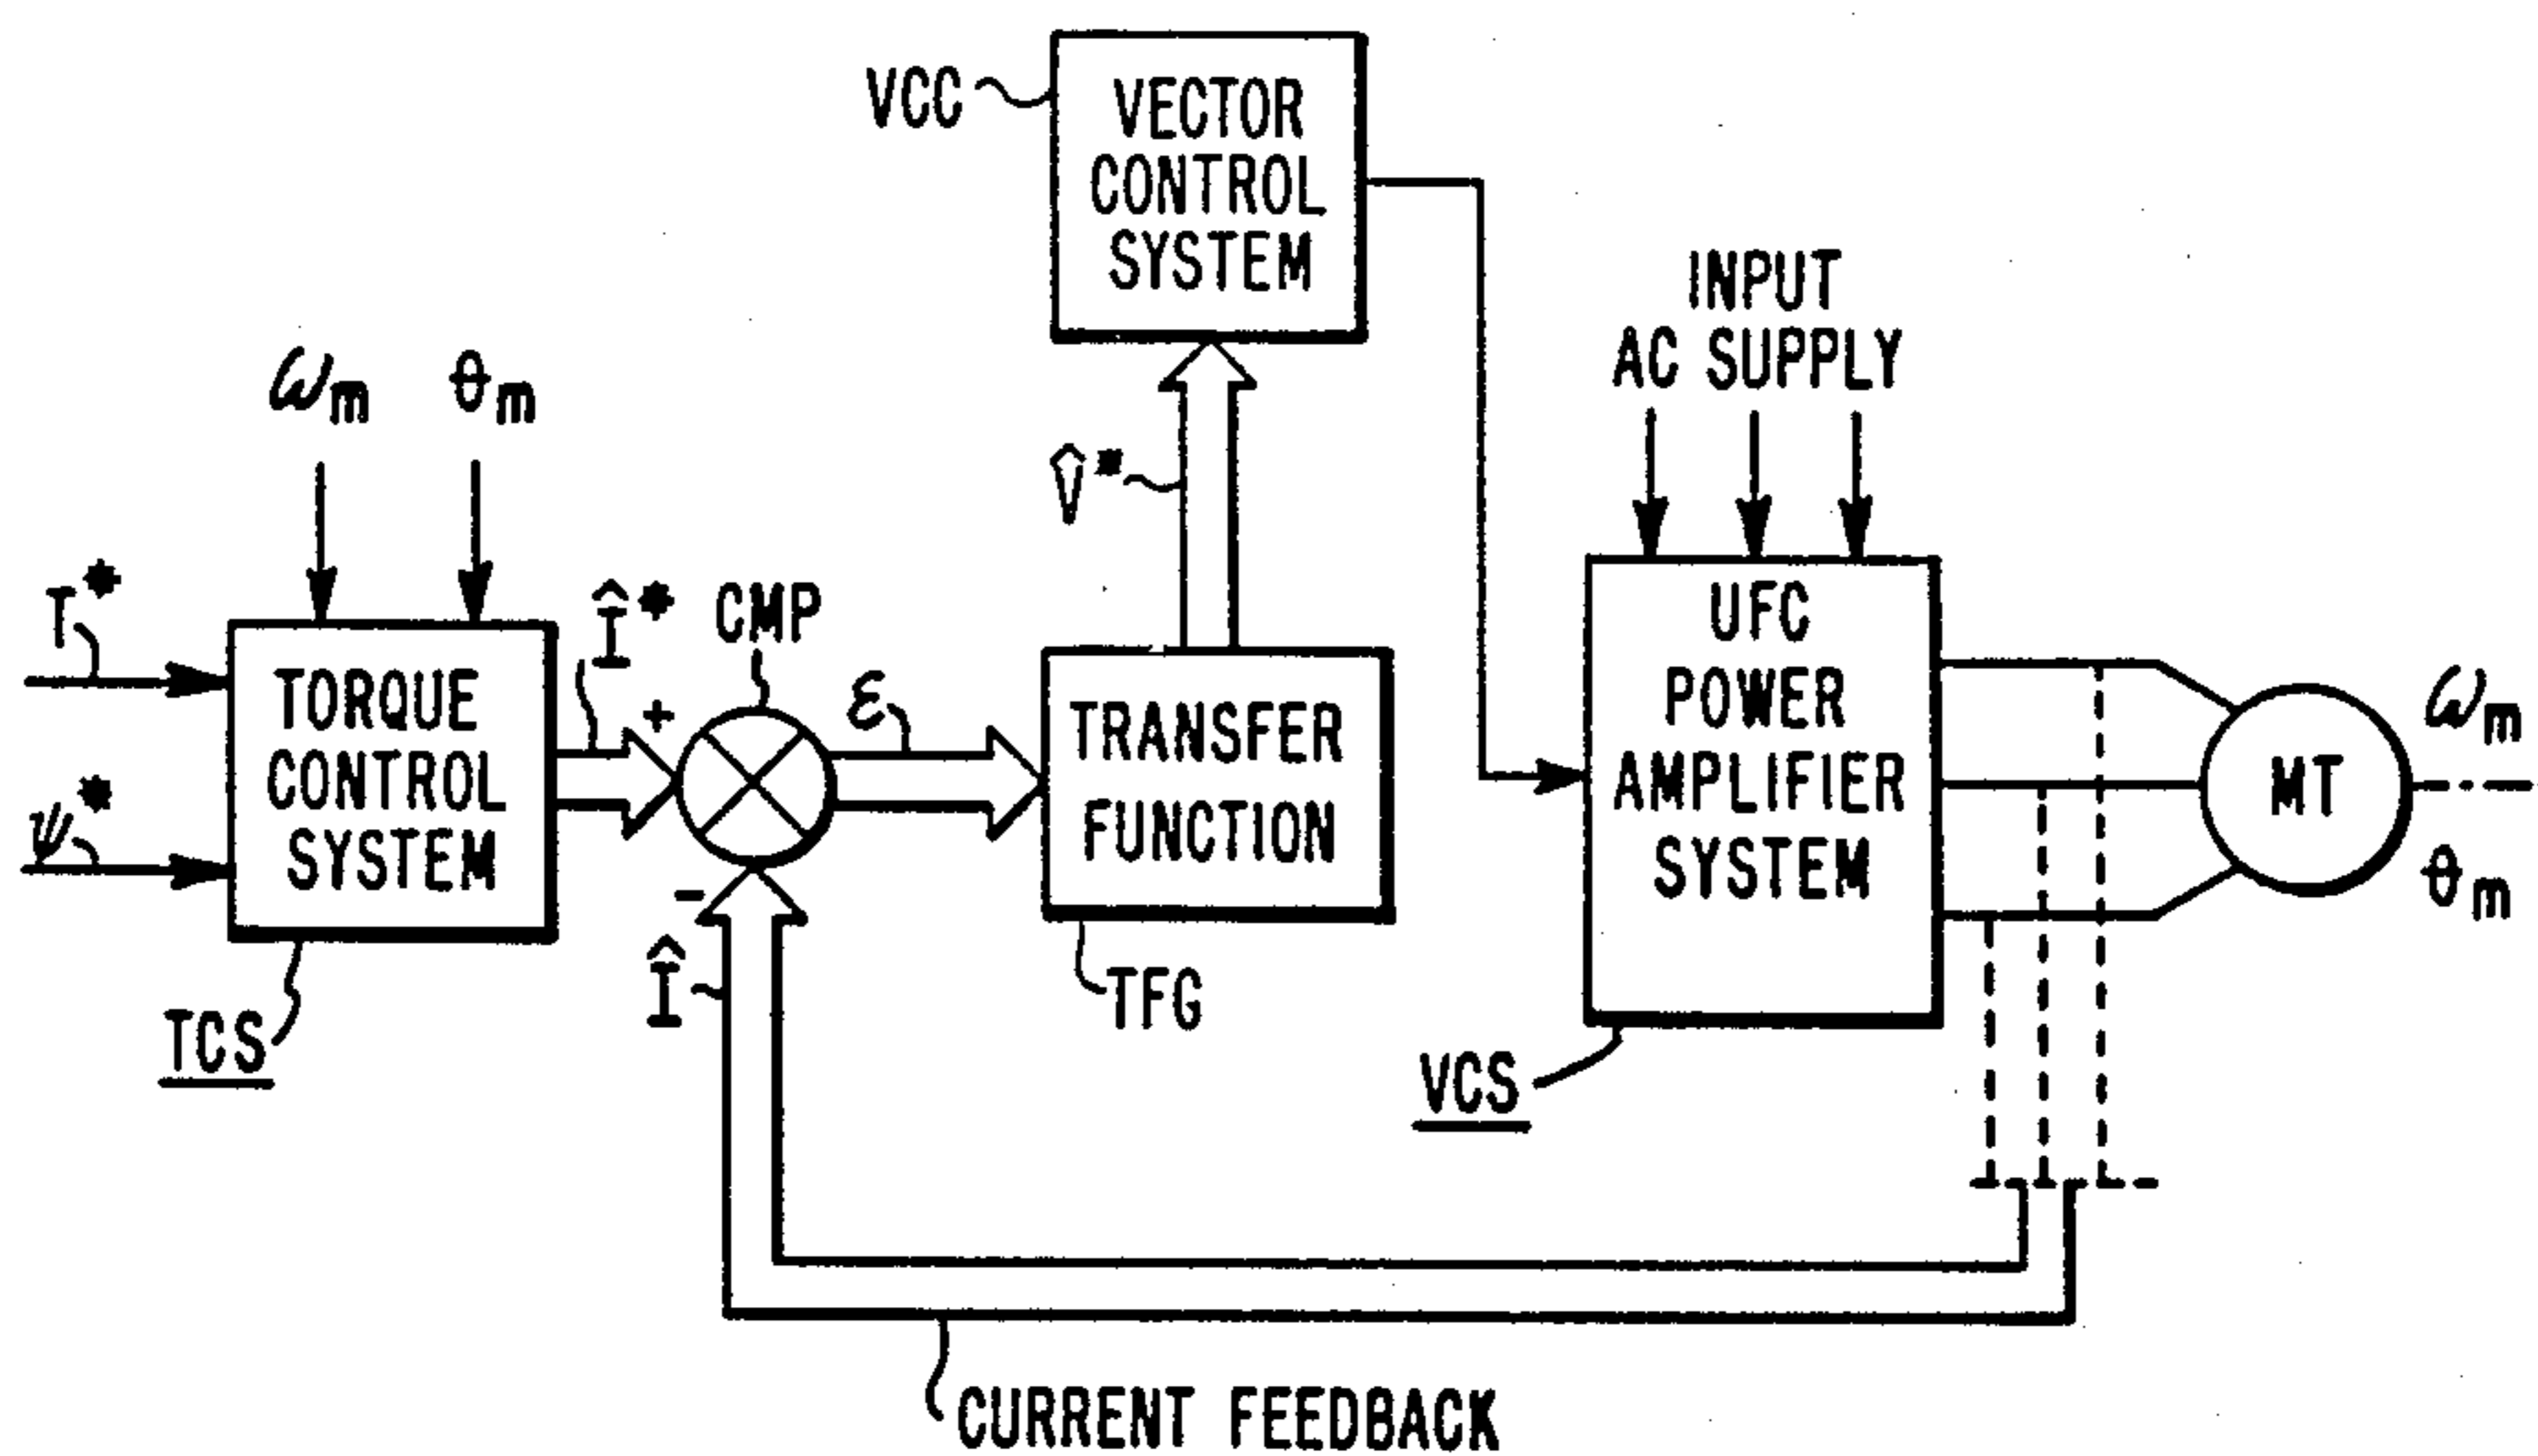 VCC
VECTOR
CONTROL
SYSTEM
INPUT
AC SUPPLY
ωm
θm
V̂*
T*
Î*
CMP
+
ε
UFC
POWER
AMPLIFIER
SYSTEM
TORQUE
CONTROL
SYSTEM
TRANSFER
FUNCTION
MT
ωm
θm
ψ*
-
Î
TFG
TCS
VCS
CURRENT FEEDBACK